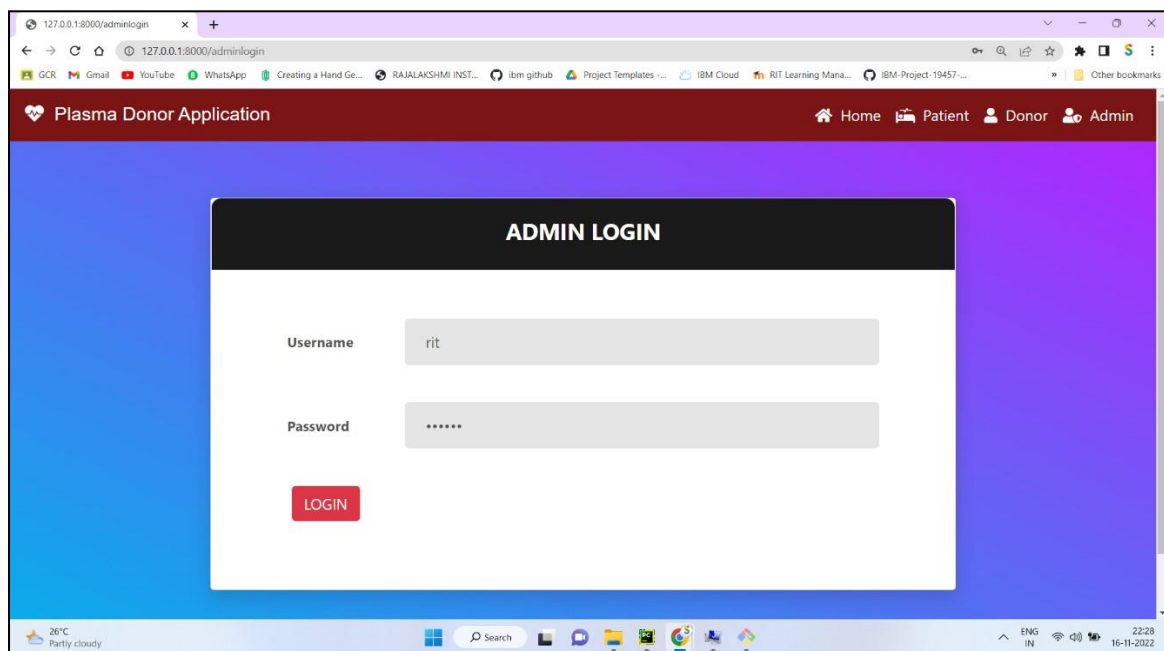 127.0.0.1:8000/adminlogin
127.0.0.1:8000/adminlogin
GCR Gmail YouTube WhatsApp Creating a Hand Ge... RAJALAKSHMI INST... ibm github Project Templates -... IBM Cloud RIT Learning Mana... IBM-Project-19457-... » Other bookmarks
Plasma Donor Application Home Patient Donor Admin
ADMIN LOGIN
Username rit
Password ••••••
LOGIN
26°C
Partly cloudy
Search
ENG
IN
22:28
16-11-2022